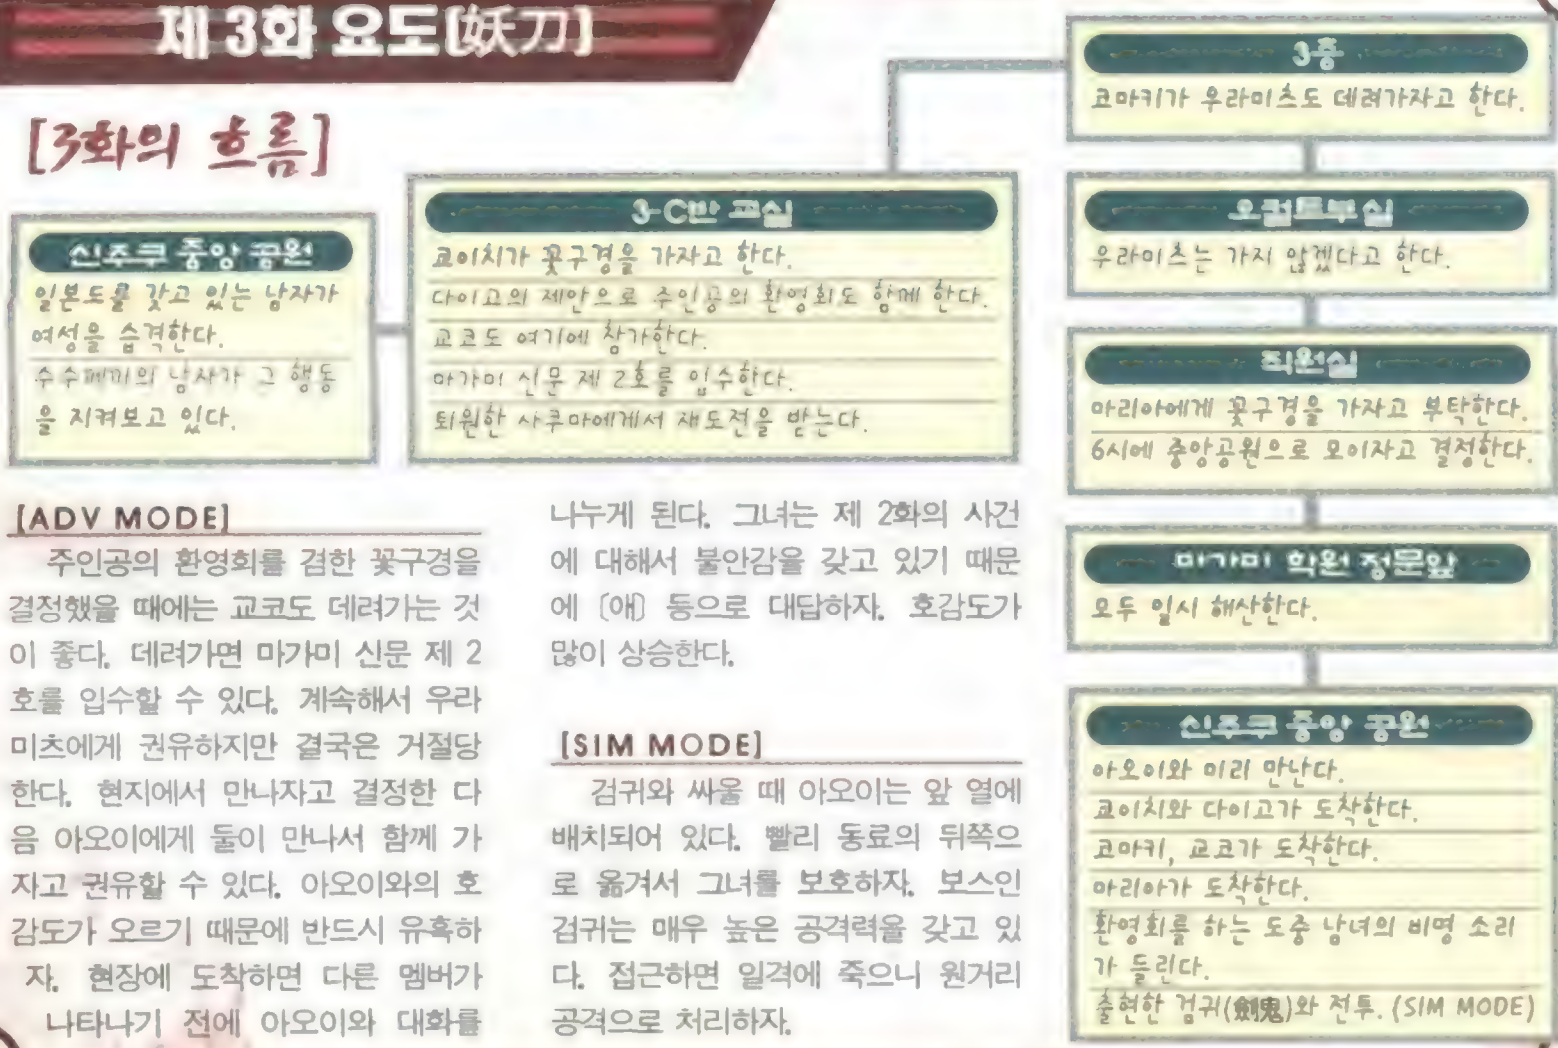 제 3화 요도[妖刀]
[3화의 흐름]
신주쿠 중앙 공원
일본도를 갖고 있는 남자가
여성을 습격한다.
수수께끼의 남자가 그 행동
을 지켜보고 있다.
3-C반 교실
쿄이치가 꽃구경을 가자고 한다.
다이고의 제안으로 주인공의 환영회도 함께 한다.
교코도 여기에 참가한다.
마가미 신문 제 2호를 입수한다.
퇴원한 사쿠마에게서 재도전을 받는다.
3층
코마키가 우라미츠도 데려가자고 한다.
오컬트부실
우라미츠는 가지 않겠다고 한다.
직원실
마리아에게 꽃구경을 가자고 부탁한다.
6시에 중앙공원으로 모이자고 결정한다.
마가미 학원 정문앞
모두 일시 해산한다.
신주쿠 중앙 공원
아오이와 미리 만난다.
쿄이치와 다이고가 도착한다.
코마키, 교코가 도착한다.
마리아가 도착한다.
환영회를 하는 도중 남녀의 비명 소리
가 들린다.
출현한 검귀(劍鬼)와 전투. (SIM MODE)
[ADV MODE]
주인공의 환영회를 겸한 꽃구경을
결정했을 때에는 교코도 데려가는 것
이 좋다. 데려가면 마가미 신문 제 2
호를 입수할 수 있다. 계속해서 우라
미츠에게 권유하지만 결국은 거절당
한다. 현지에서 만나자고 결정한 다
음 아오이에게 둘이 만나서 함께 가
자고 권유할 수 있다. 아오이와의 호
감도가 오르기 때문에 반드시 유혹하
자. 현장에 도착하면 다른 멤버가
나타나기 전에 아오이와 대화를
나누게 된다. 그녀는 제 2화의 사건
에 대해서 불안감을 갖고 있기 때문
에 (애) 등으로 대답하자. 호감도가
많이 상승한다.
[SIM MODE]
검귀와 싸울 때 아오이는 앞 열에
배치되어 있다. 빨리 동료의 뒤쪽으
로 옮겨서 그녀를 보호하자. 보스인
검귀는 매우 높은 공격력을 갖고 있
다. 접근하면 일격에 죽으니 원거리
공격으로 처리하자.